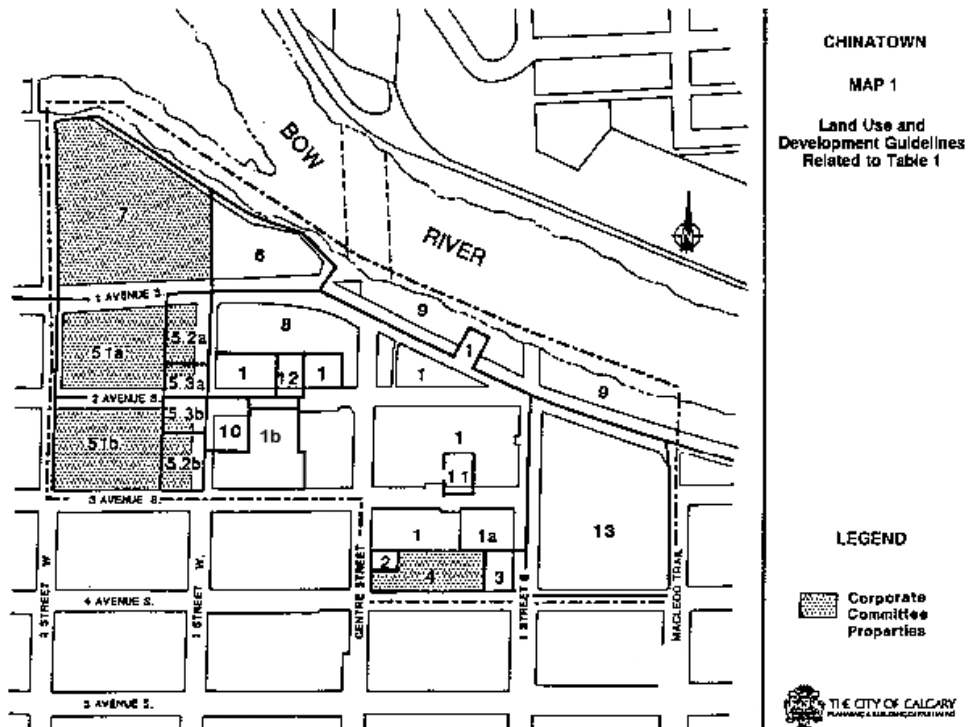 CHINATOWN
MAP 1
Land Use and
Development Guidelines
Related to Table 1
BOW
RIVER
7
6
1 AVENUE S.
9
8
5.2a
5.1a
1
1
5.3a
1
12
1
9
2 AVENUE S.
5.3b
10
1b
1
5.1b
5.2b
11
3 AVENUE S.
1
1a
13
LEGEND
2
4
3
2 STREET W.
1 STREET W.
CENTRE STREET
1 STREET E.
MACLEOD TRAIL
4 AVENUE S.
Corporate
Committee
Properties
5 AVENUE S.
THE CITY OF CALGARY